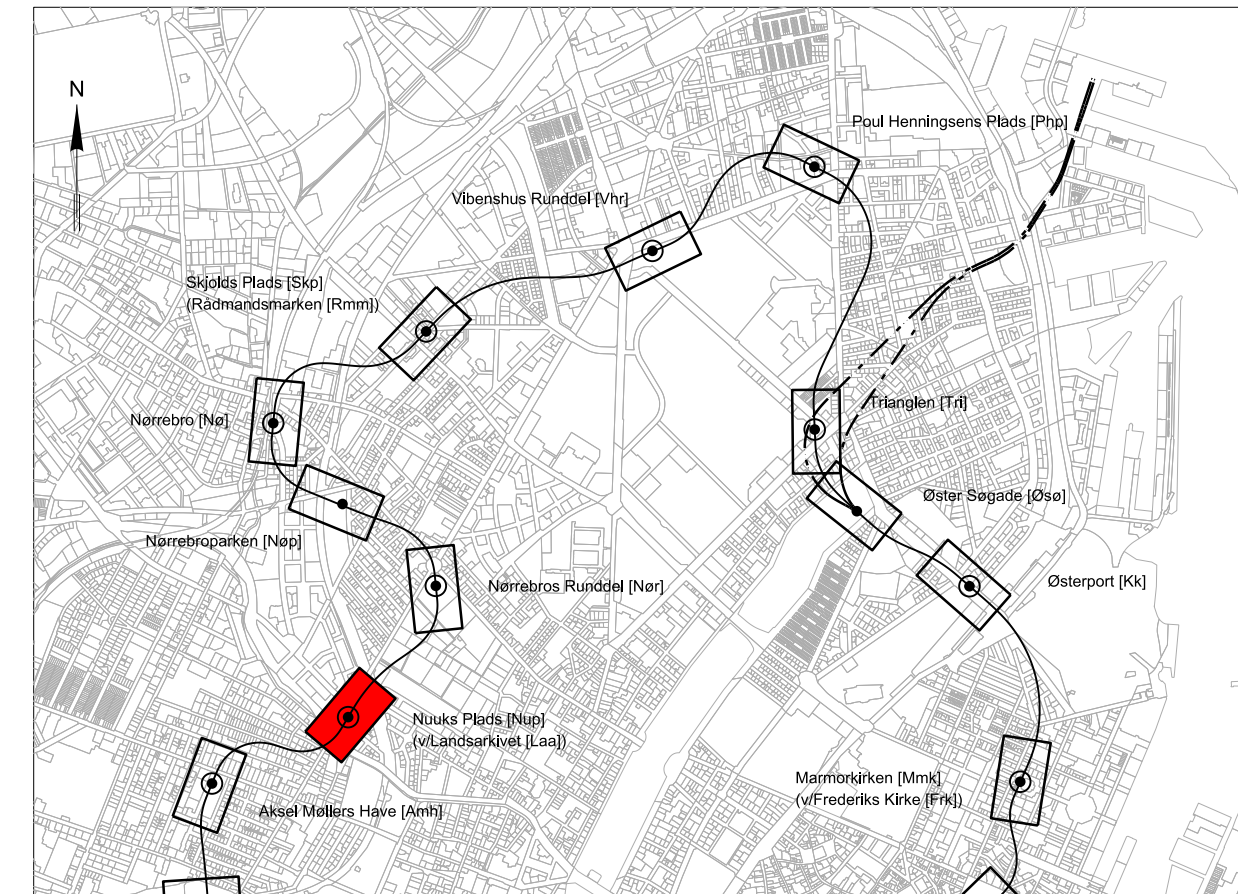 N
Poul Henningsens Plads [Php]
Vibenshus Runddel [Vhr]
Skjolds Plads [Skp]
(Rådmandsmarken [Rmm])
Trianglen [Tri]
Nørrebro [Nø]
Øster Søgade [Øsø]
Nørrebroparken [Nøp]
Nørrebros Runddel [Nør]
Østerport [Kk]
Nuuks Plads [Nup]
(v/Landsarkivet [Laa])
Marmorkirken [Mmk]
(v/Frederiks Kirke [Frk])
Aksel Møllers Have [Amh]